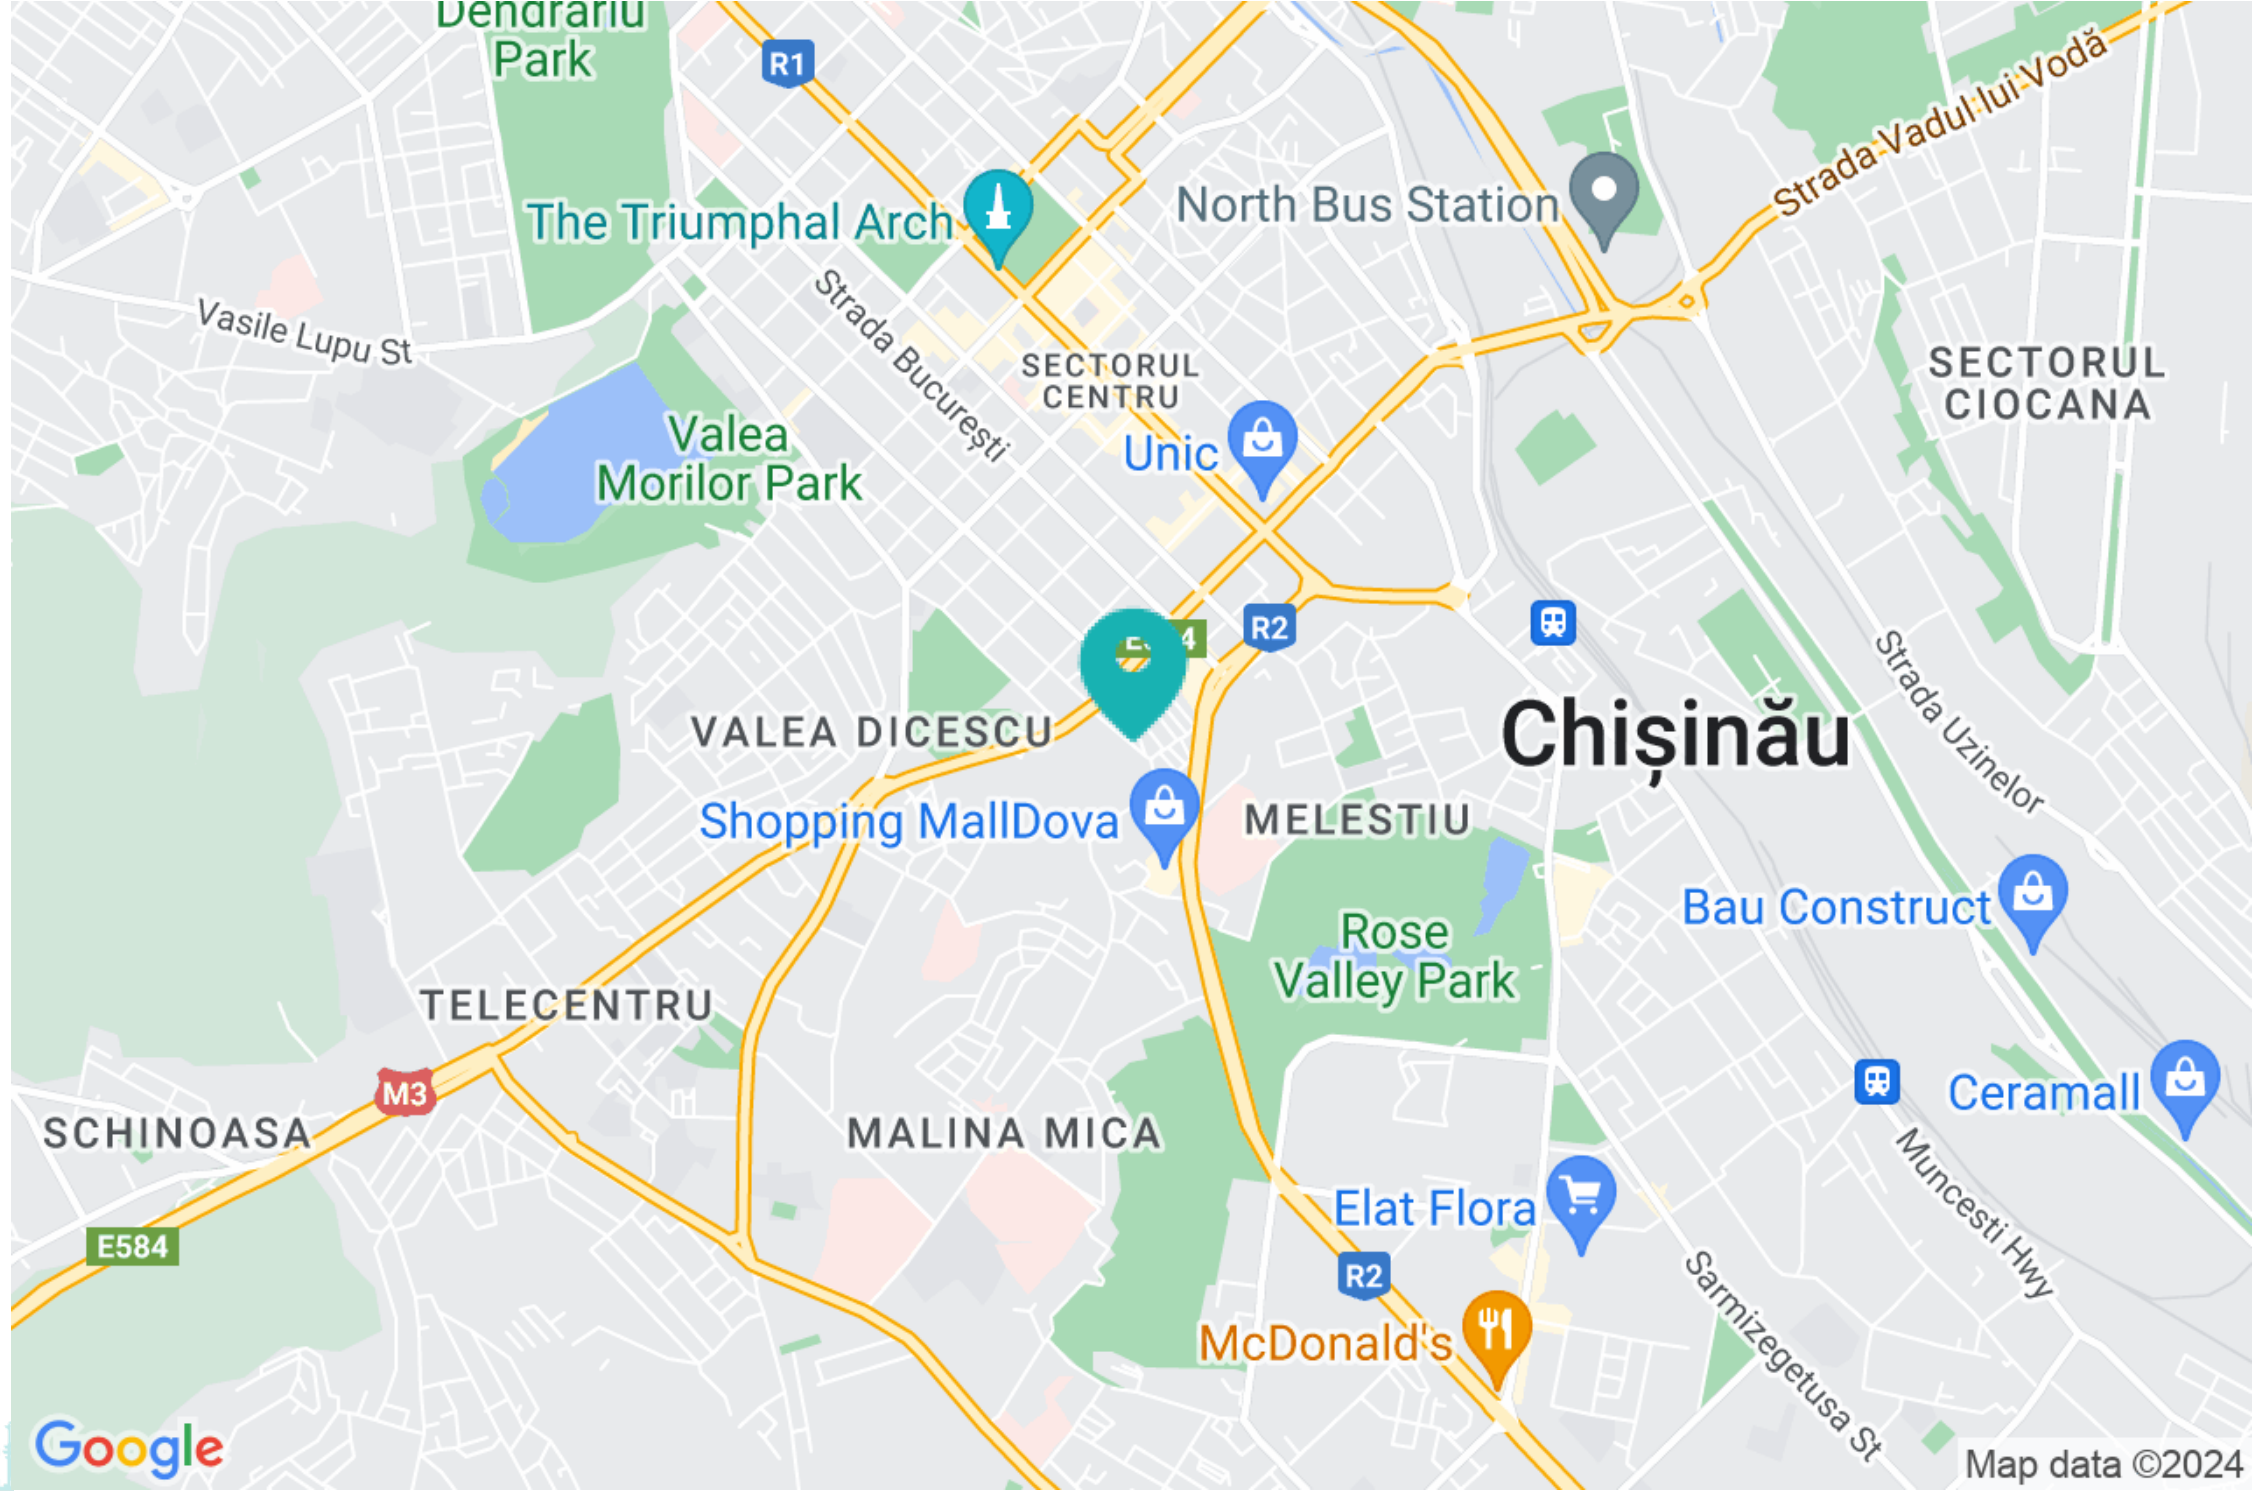 Dendrariu
Park
R1
The Triumphal Arch
North Bus Station
Strada Vadul lui Vodă
Vasile Lupu St
Strada București
SECTORUL
CENTRU
SECTORUL
CIOCANA
Valea
Morilor Park
Unic
R2
Strada Uzinelor
VALEA DICESCU
Chișinău
Shopping MallDova
MELESTIU
Bau Construct
Rose
Valley Park
TELECENTRU
M3
Ceramall
SCHINOASA
MALINA MICA
Muncesti Hwy
Elat Flora
E584
R2
Sarmizegetusa St
McDonald's
Google
Map data ©2024